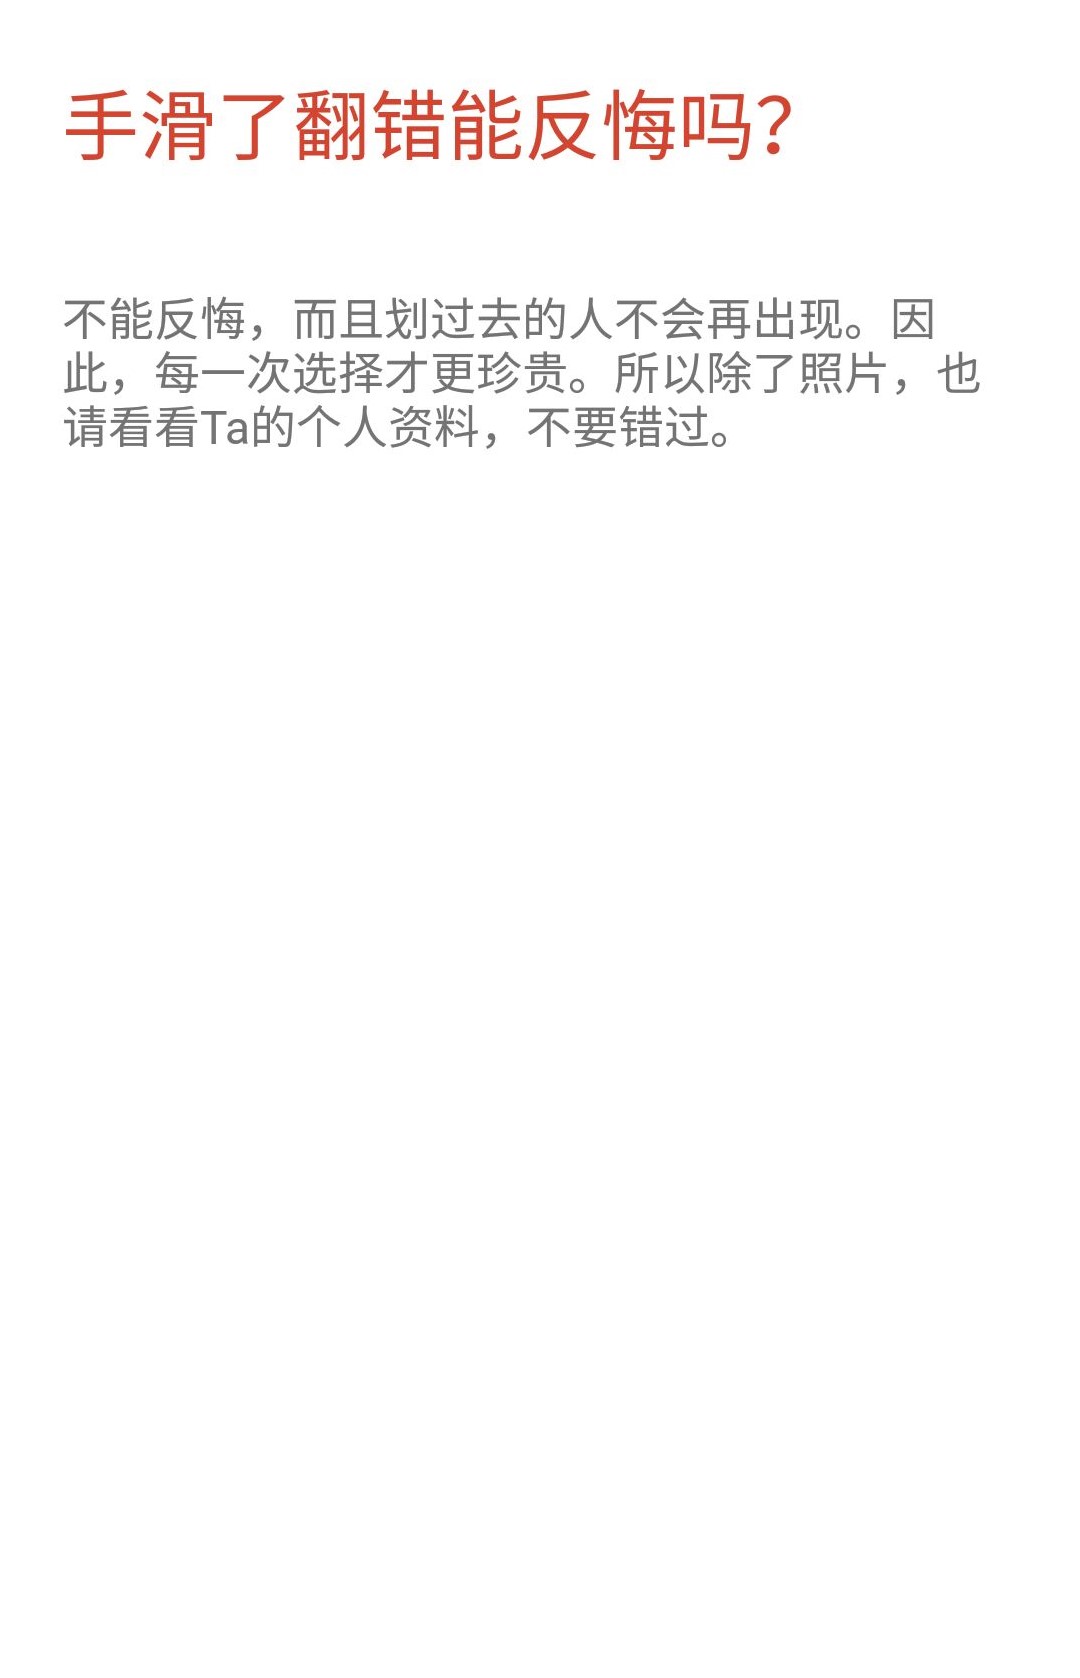 手滑了翻错能反悔吗？
不能反悔，而且划过去的人不会再出现。因
此，每一次选择才更珍贵。所以除了照片，也
请看看Ta的个人资料，不要错过。